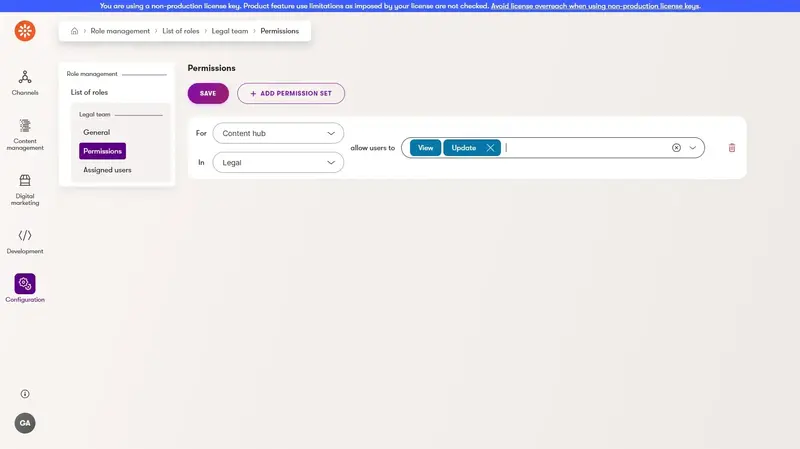 You are using a non-production license key. Product feature use limitations as imposed by your license are not checked. Avoid license overreach when using non-production license keys.
Role management > List of roles > Legal team > Permissions
Channels
Content management
Digital marketing
Development
Configuration
GA
Role management
List of roles
Legal team
General
Permissions
Assigned users
Permissions
SAVE
+ ADD PERMISSION SET
For Content hub
In Legal
allow users to View Update